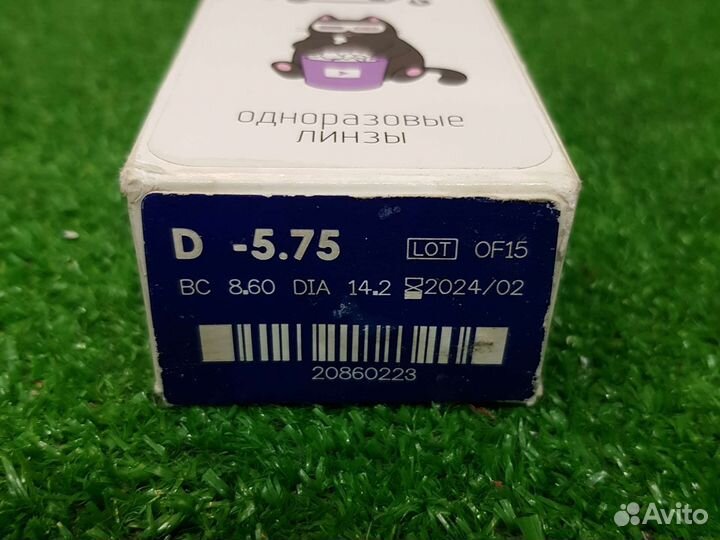 одноразовые
линзы
D -5.75 LOT OF15
BC 8.60 DIA 14.2 2024/02
20860223
Avito